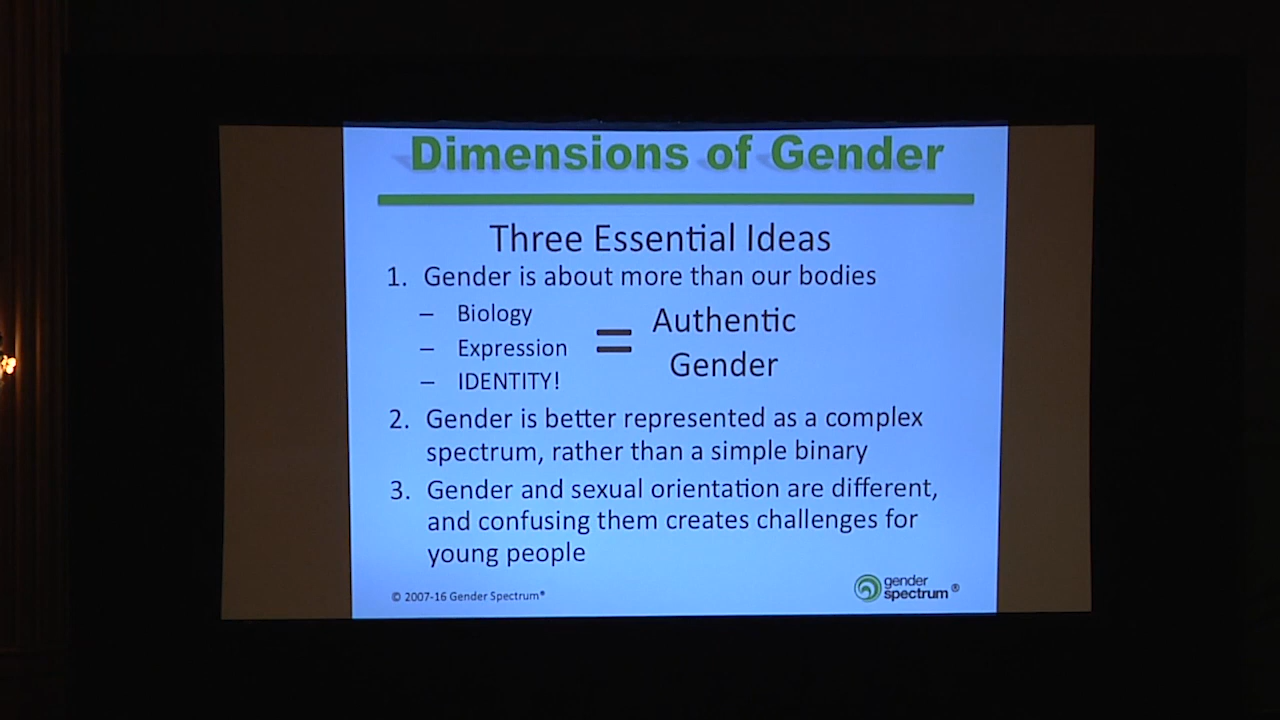 Dimensions of Gender
Three Essential Ideas
1. Gender is about more than our bodies
– Biology
– Expression
– IDENTITY!
= Authentic
Gender
2. Gender is better represented as a complex
spectrum, rather than a simple binary
3. Gender and sexual orientation are different,
and confusing them creates challenges for
young people
© 2007-16 Gender Spectrum®
gender
spectrum ®